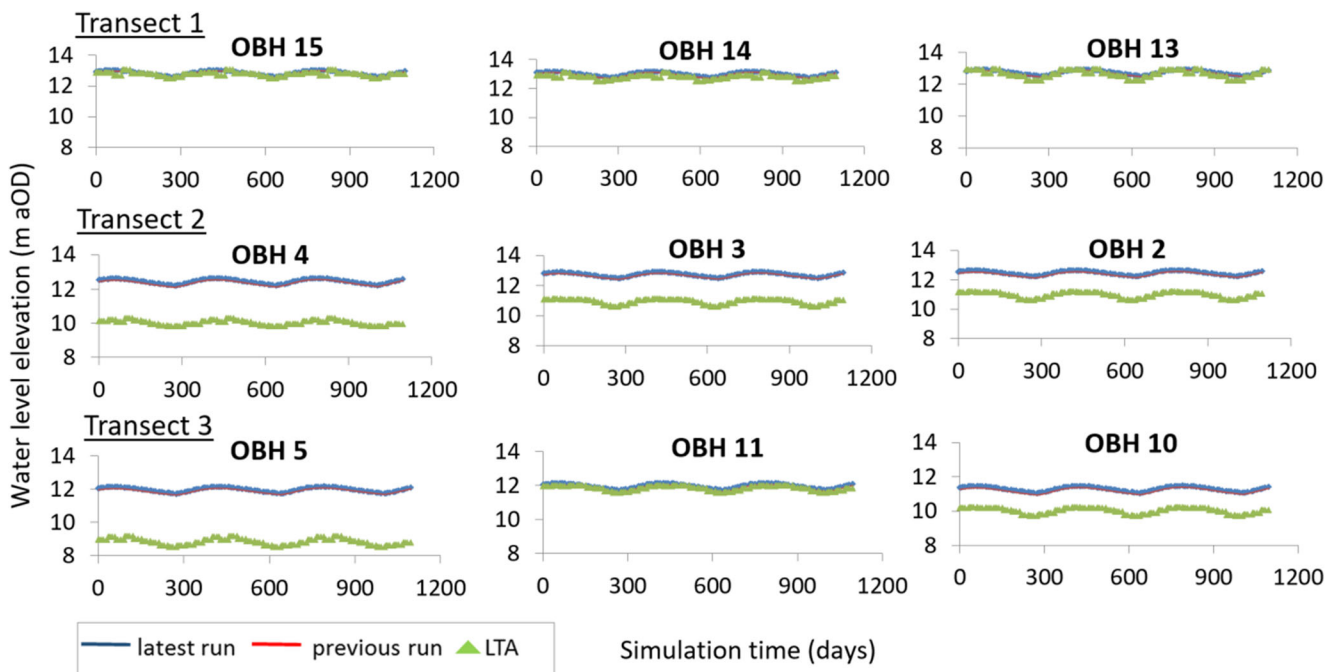 Transect 1
OBH 15
OBH 14
OBH 13
14
12
10
8
0 300 600 900 1200
14
12
10
8
0 300 600 900 1200
14
12
10
8
0 300 600 900 1200
Water level elevation (m aOD)
Transect 2
OBH 4
OBH 3
OBH 2
14
12
10
8
0 300 600 900 1200
14
12
10
8
0 300 600 900 1200
14
12
10
8
0 300 600 900 1200
Transect 3
OBH 5
OBH 11
OBH 10
14
12
10
8
0 300 600 900 1200
14
12
10
8
0 300 600 900 1200
14
12
10
8
0 300 600 900 1200
latest run previous run LTA
Simulation time (days)